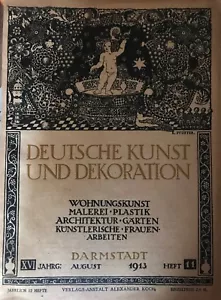 DEUTSCHE KUNST
UND DEKORATION
WOHNUNGSKUNST
MALEREI · PLASTIK
ARCHITEKTUR · GÄRTEN
KÜNSTLERISCHE · FRAUEN-
ARBEITEN
DARMSTADT
XVI JAHRG: AUGUST 1913 HEFT 11
VERLAGS-ANSTALT ALEXANDER KOCH